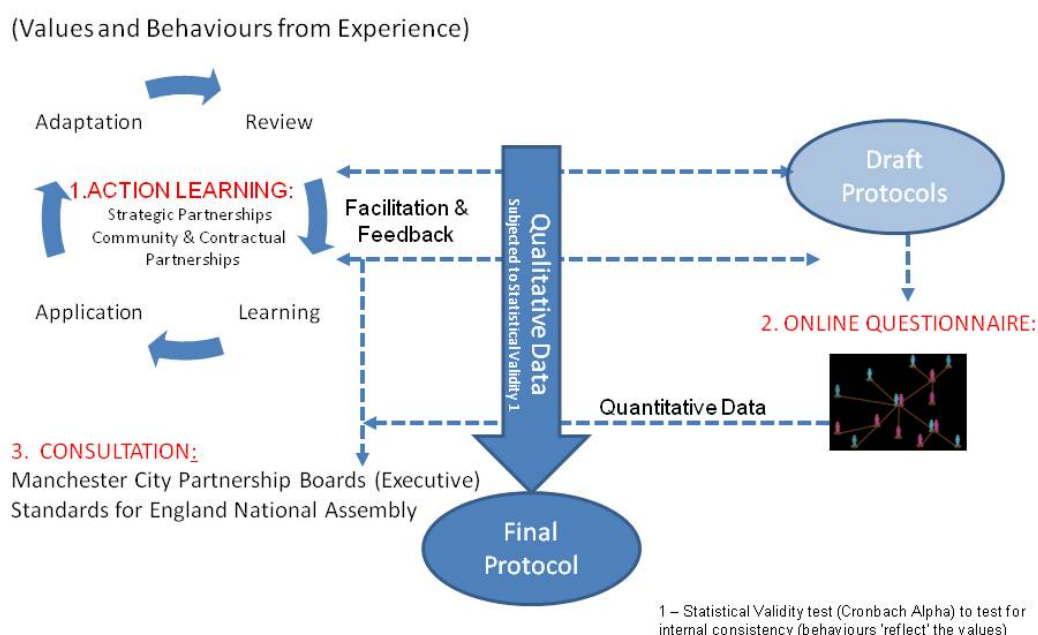 (Values and Behaviours from Experience)
Adaptation
Review
1.ACTION LEARNING:
Strategic Partnerships
Community & Contractual
Partnerships
Application
Learning
Facilitation &
Feedback
Qualitative Data
Subjected to Statistical Validity 1
Draft
Protocols
2. ONLINE QUESTIONNAIRE:
Quantitative Data
3. CONSULTATION:
Manchester City Partnership Boards (Executive)
Standards for England National Assembly
Final
Protocol
1 – Statistical Validity test (Cronbach Alpha) to test for
internal consistency (behaviours 'reflect' the values)